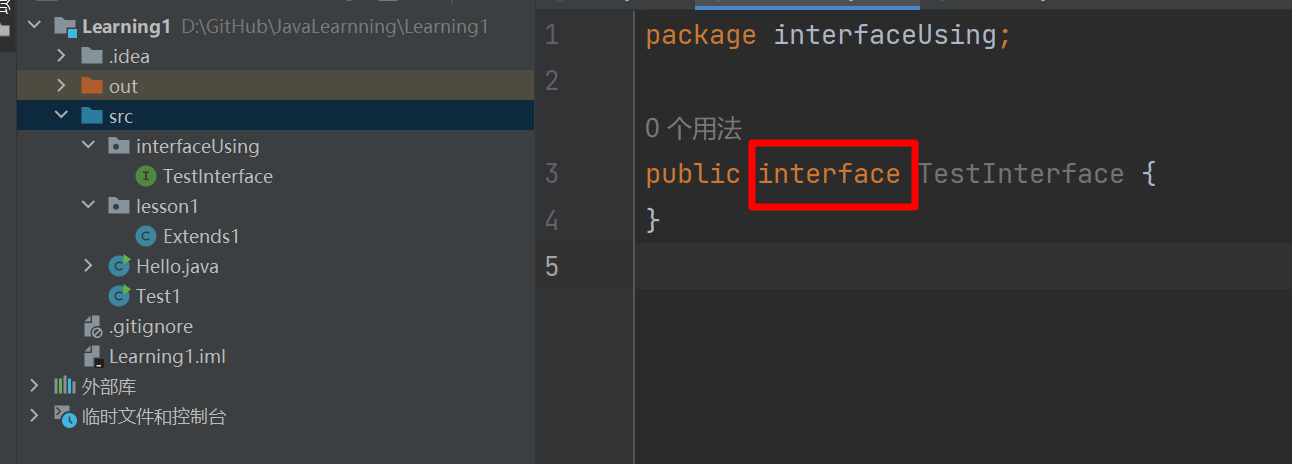 Learning1 D:\GitHub\JavaLearnning\Learning1
.idea
out
src
interfaceUsing
I TestInterface
lesson1
C Extends1
C Hello.java
C Test1
.gitignore
Learning1.iml
外部库
临时文件和控制台
1 package interfaceUsing;
2
0 个用法
3 public interface TestInterface {
4 }
5